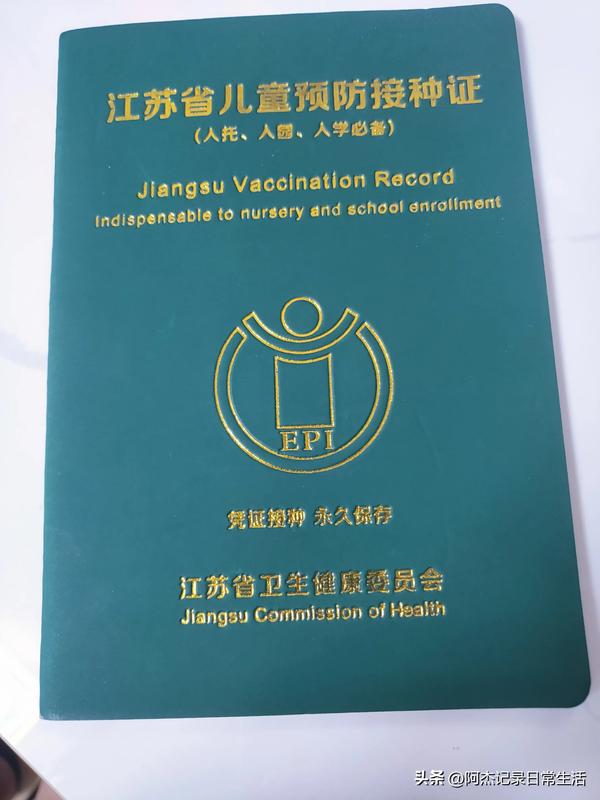 江苏省儿童预防接种证
(入托、入园、入学必备)
Jiangsu Vaccination Record
Indispensable to nursery and school enrollment
EPI
凭证接种 永久保存
江苏省卫生健康委员会
Jiangsu Commission of Health
头条 @阿杰记录日常生活